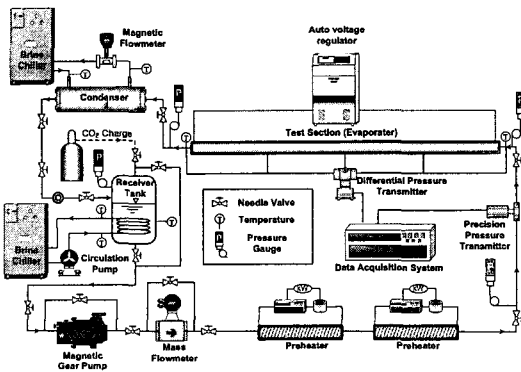 Magnetic
Flowmeter
Auto voltage
regulator
Brine
Chiller
T
T
P
P
Condenser
CO₂ Charge
Test Section (Evaporator)
T
T
P
Receiver
Tank
Differential Pressure
Transmitter
Needle Valve
T
Temperature
P
Pressure
Gauge
T
T
T
Brine
Chiller
Circulation
Pump
Data Acquisition System
Precision
Pressure
Transmitter
P
KW
KW
Magnetic
Gear Pump
Mass
Flowmeter
Preheater
Preheater